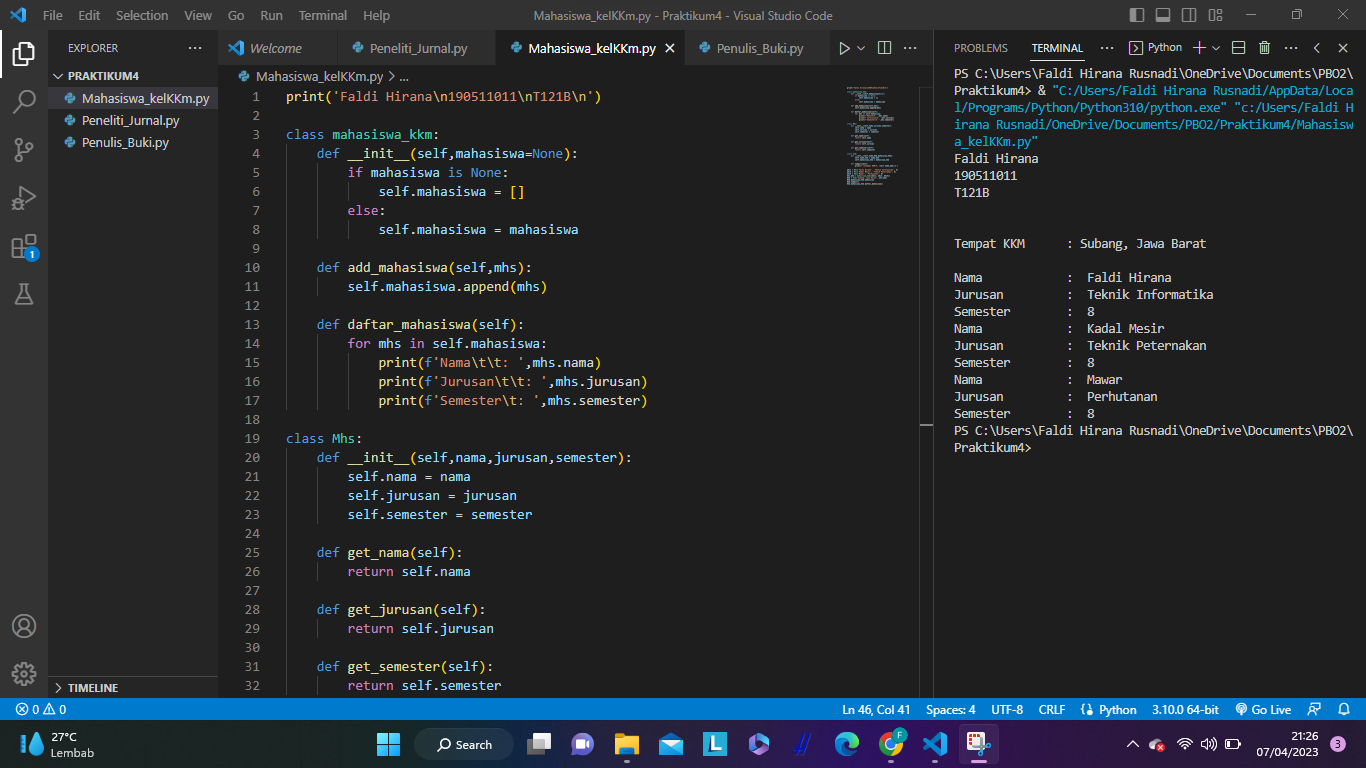 File Edit Selection View Go Run Terminal Help
Mahasiswa_kelKKm.py - Praktikum4 - Visual Studio Code
EXPLORER
PRAKTIKUM4
Mahasiswa_kelKKm.py
Peneliti_Jurnal.py
Penulis_Buki.py
TIMELINE
1
Welcome
Peneliti_Jurnal.py
Mahasiswa_kelKKm.py
Penulis_Buki.py
Mahasiswa_kelKKm.py > ...
1 print('Faldi Hirana\n190511011\nT121B\n')
2
3 class mahasiswa_kkm:
4     def __init__(self,mahasiswa=None):
5         if mahasiswa is None:
6             self.mahasiswa = []
7         else:
8             self.mahasiswa = mahasiswa
9
10     def add_mahasiswa(self,mhs):
11         self.mahasiswa.append(mhs)
12
13     def daftar_mahasiswa(self):
14         for mhs in self.mahasiswa:
15             print(f'Nama\t\t: ',mhs.nama)
16             print(f'Jurusan\t\t: ',mhs.jurusan)
17             print(f'Semester\t: ',mhs.semester)
18
19 class Mhs:
20     def __init__(self,nama,jurusan,semester):
21         self.nama = nama
22         self.jurusan = jurusan
23         self.semester = semester
24
25     def get_nama(self):
26         return self.nama
27
28     def get_jurusan(self):
29         return self.jurusan
30
31     def get_semester(self):
32         return self.semester
PROBLEMS TERMINAL ... Python
PS C:\Users\Faldi Hirana Rusnadi\OneDrive\Documents\PBO2\
Praktikum4> & "C:/Users/Faldi Hirana Rusnadi/AppData/Loca
l/Programs/Python/Python310/python.exe" "c:/Users/Faldi H
irana Rusnadi/OneDrive/Documents/PBO2/Praktikum4/Mahasisw
a_kelKKm.py"
Faldi Hirana
190511011
T121B
Tempat KKM : Subang, Jawa Barat
Nama : Faldi Hirana
Jurusan : Teknik Informatika
Semester : 8
Nama : Kadal Mesir
Jurusan : Teknik Peternakan
Semester : 8
Nama : Mawar
Jurusan : Perhutanan
Semester : 8
PS C:\Users\Faldi Hirana Rusnadi\OneDrive\Documents\PBO2\
Praktikum4>
0 0
Ln 46, Col 41 Spaces: 4 UTF-8 CRLF Python 3.10.0 64-bit Go Live
27°C
Lembab
Search
21:26
07/04/2023
3